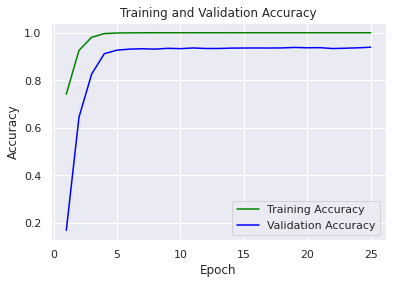 Training and Validation Accuracy
Accuracy
1.0
0.8
0.6
0.4
0.2
0
5
10
15
20
25
Epoch
Training Accuracy
Validation Accuracy